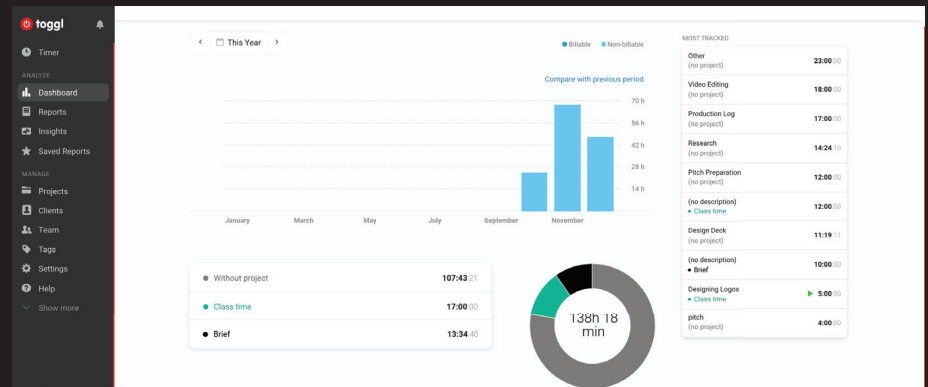 toggl
Timer
ANALYZE
Dashboard
Reports
Insights
Saved Reports
MANAGE
Projects
Clients
Team
Tags
Settings
Help
Show more
This Year
Billable Non-billable
Compare with previous period
70 h
56 h
42 h
28 h
14 h
January March May July September November
Without project 107:43:21
Class time 17:00:00
Brief 13:34:40
138h 18
min
MOST TRACKED
Other
(no project) 23:00:00
Video Editing
(no project) 18:00:00
Production Log
(no project) 17:00:00
Research
(no project) 14:24:10
Pitch Preparation
(no project) 12:00:00
(no description)
• Class time 12:00:00
Design Deck
(no project) 11:19:11
(no description)
• Brief 10:00:00
Designing Logos
• Class time 5:00:00
pitch
(no project) 4:00:00